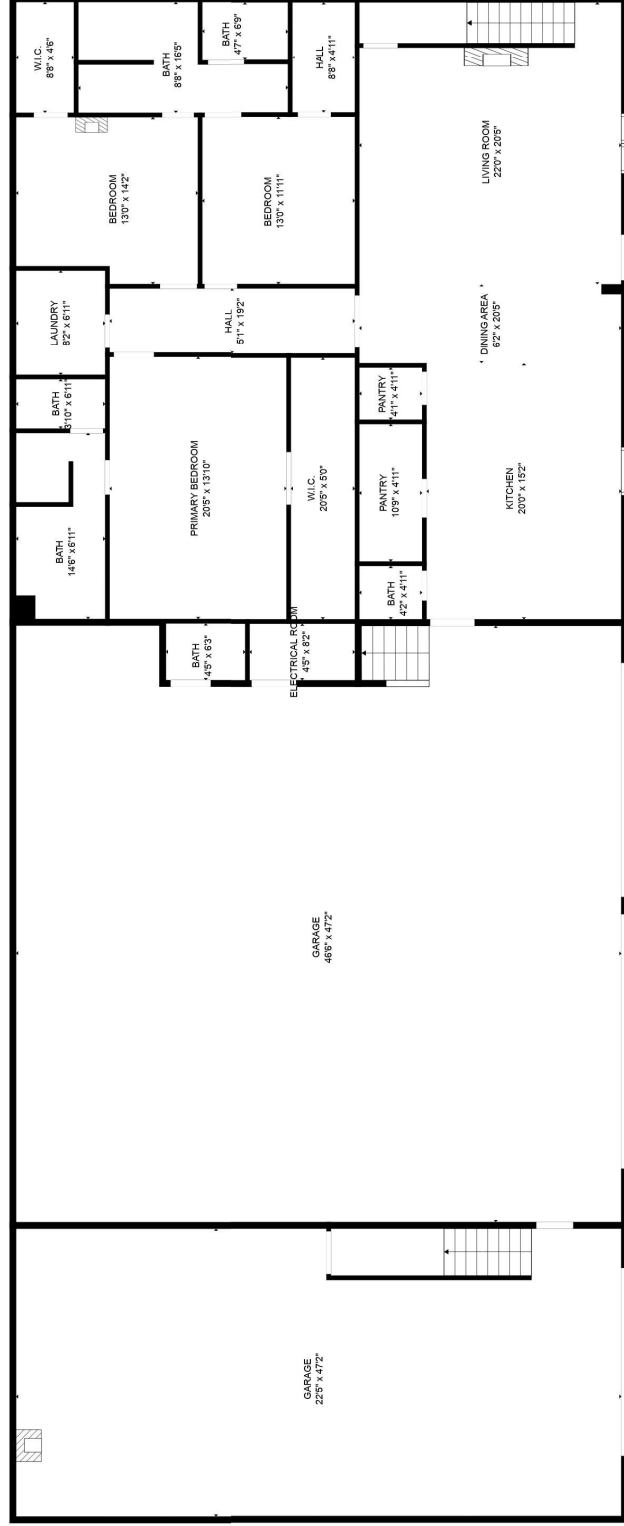 W.I.C.
8'8" x 4'6"
LAUNDRY
8'2" x 6'11"
BATH
3'10" x 6'11"
BATH
14'6" x 6'11"
BEDROOM
13'0" x 14'2"
BATH
8'8" x 16'5"
BATH
4'7" x 6'9"
PRIMARY BEDROOM
20'5" x 13'10"
BATH
4'5" x 6'3"
HALL
5'1" x 19'2"
BEDROOM
13'0" x 11'11"
ELECTRICAL ROOM
4'5" x 8'2"
W.I.C.
20'5" x 5'0"
HALL
8'8" x 4'11"
GARAGE
22'5" x 47'2"
GARAGE
46'6" x 47'2"
BATH
4'2" x 4'11"
PANTRY
10'9" x 4'11"
PANTRY
4'1" x 4'11"
KITCHEN
20'0" x 15'2"
DINING AREA
6'2" x 20'5"
LIVING ROOM
22'0" x 20'5"